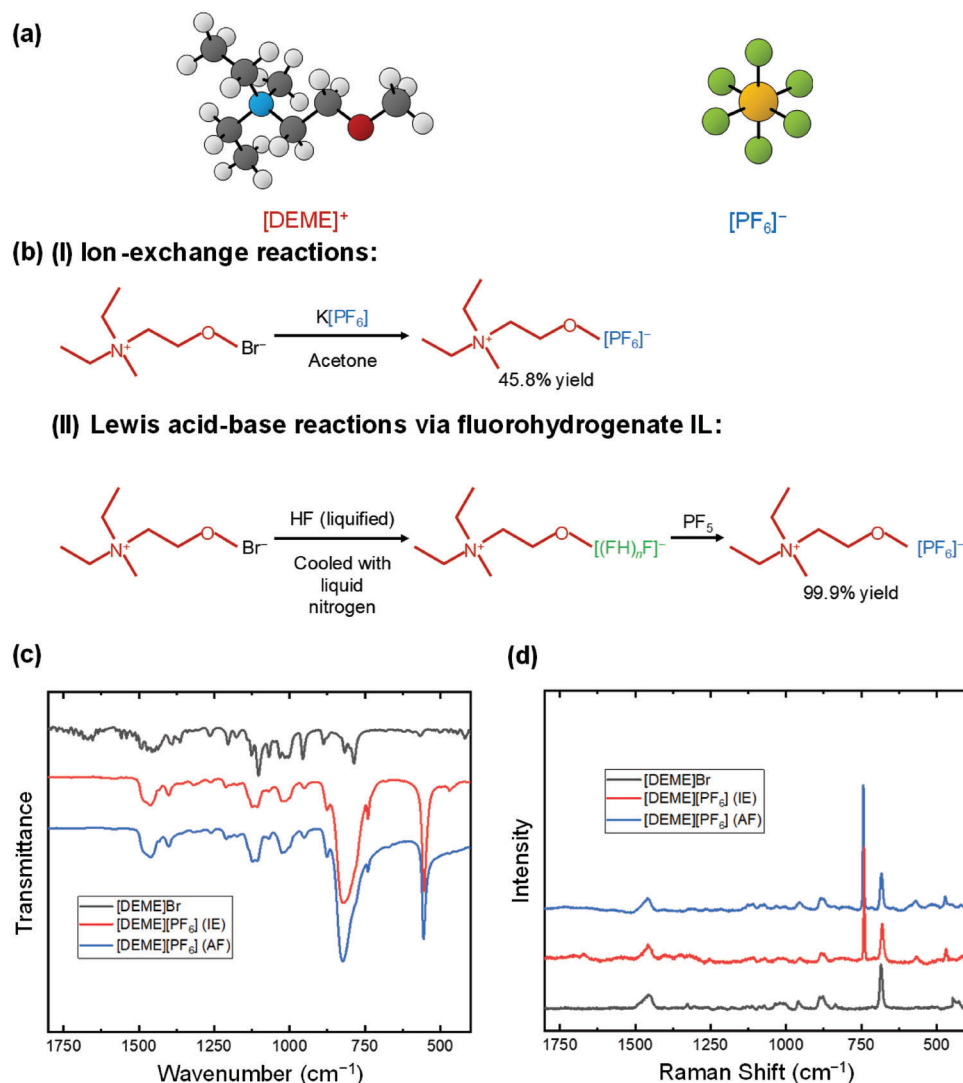 (a)
[DEME]⁺
[PF₆]⁻
(b) (I) Ion-exchange reactions:
N⁺
O
Br⁻
K[PF₆]
Acetone
N⁺
O
[PF₆]⁻
45.8% yield
(II) Lewis acid-base reactions via fluorohydrogenate IL:
N⁺
O
Br⁻
HF (liquified)
Cooled with
liquid
nitrogen
N⁺
O
[(FH)ₙF]⁻
PF₅
N⁺
O
[PF₆]⁻
99.9% yield
(c)
Transmittance
[DEME]Br
[DEME][PF₆] (IE)
[DEME][PF₆] (AF)
1750 1500 1250 1000 750 500
Wavenumber (cm⁻¹)
(d)
Intensity
[DEME]Br
[DEME][PF₆] (IE)
[DEME][PF₆] (AF)
1750 1500 1250 1000 750 500
Raman Shift (cm⁻¹)